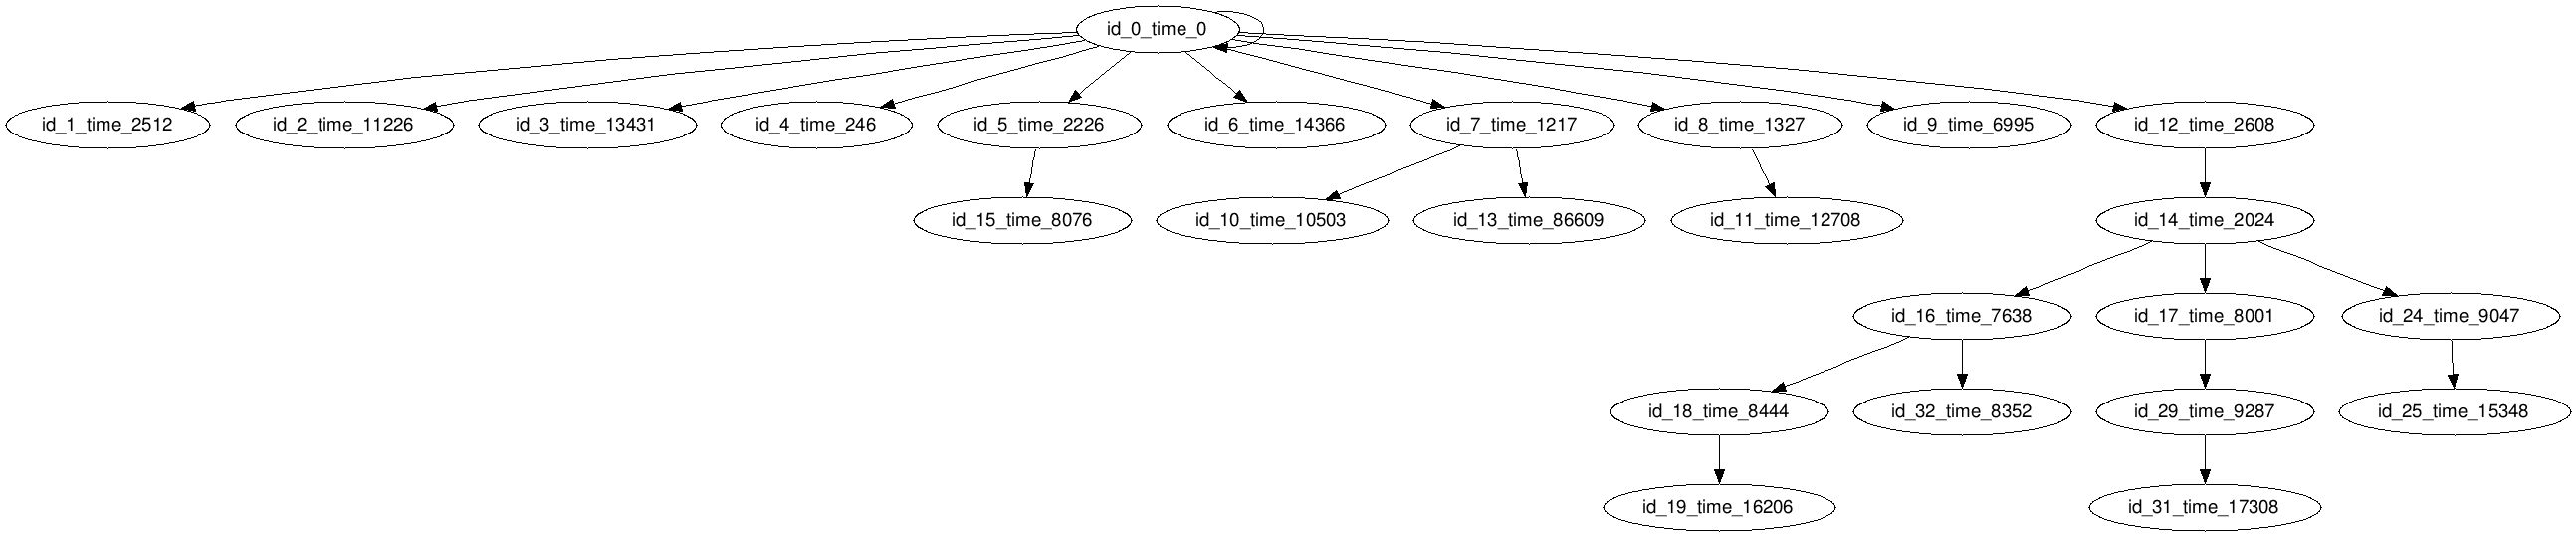 id_0_time_0
id_1_time_2512
id_2_time_11226
id_3_time_13431
id_4_time_246
id_5_time_2226
id_6_time_14366
id_7_time_1217
id_8_time_1327
id_9_time_6995
id_12_time_2608
id_15_time_8076
id_10_time_10503
id_13_time_86609
id_11_time_12708
id_14_time_2024
id_16_time_7638
id_17_time_8001
id_24_time_9047
id_18_time_8444
id_32_time_8352
id_29_time_9287
id_25_time_15348
id_19_time_16206
id_31_time_17308